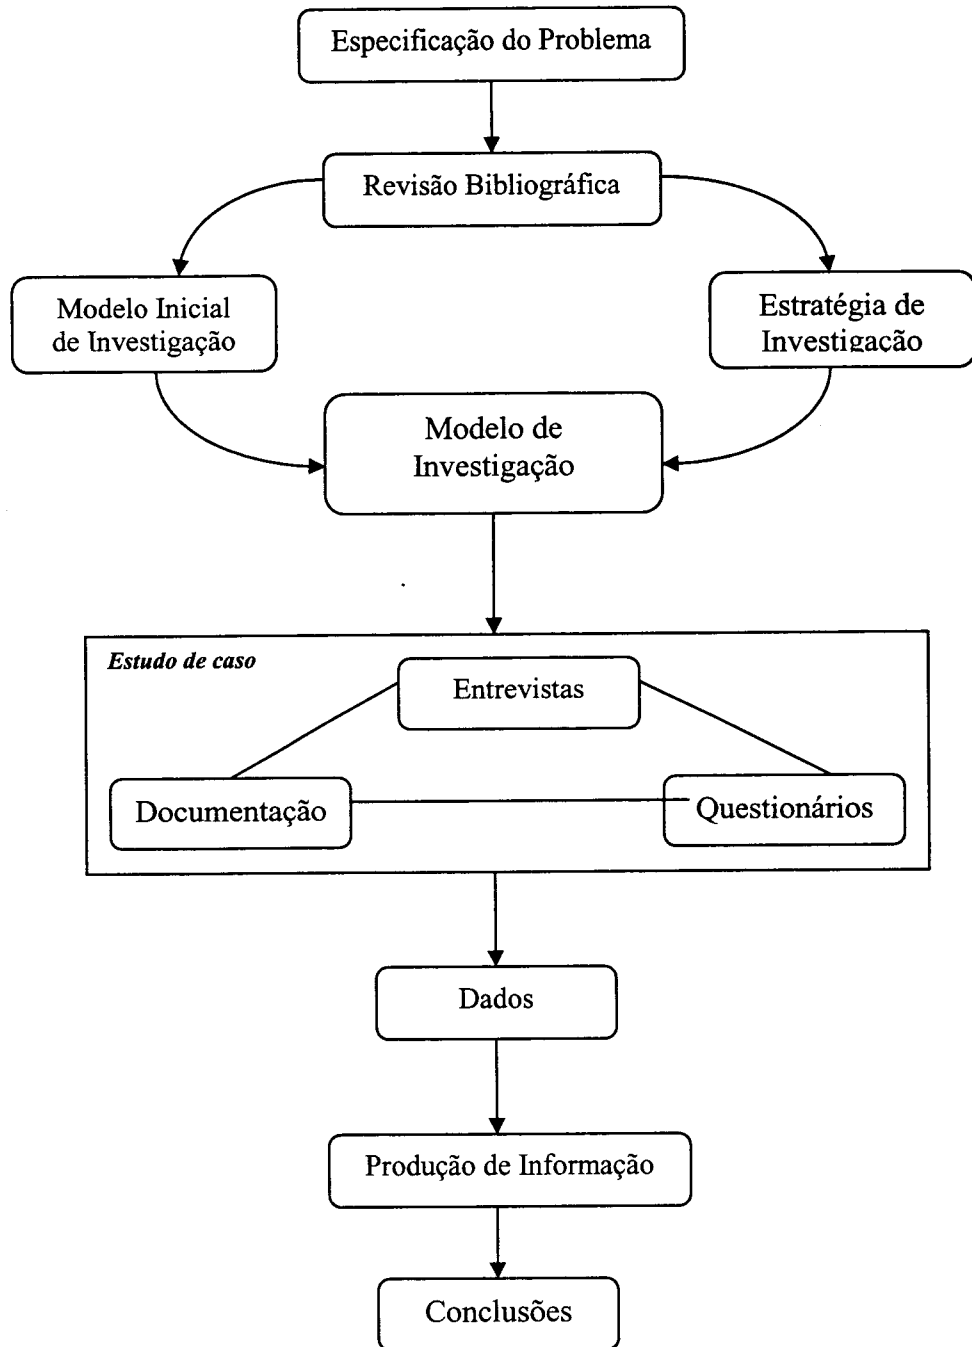 Especificação do Problema
Revisão Bibliográfica
Modelo Inicial
de Investigação
Estratégia de
Investigação
Modelo de
Investigação
Estudo de caso
Entrevistas
Documentação
Questionários
Dados
Produção de Informação
Conclusões